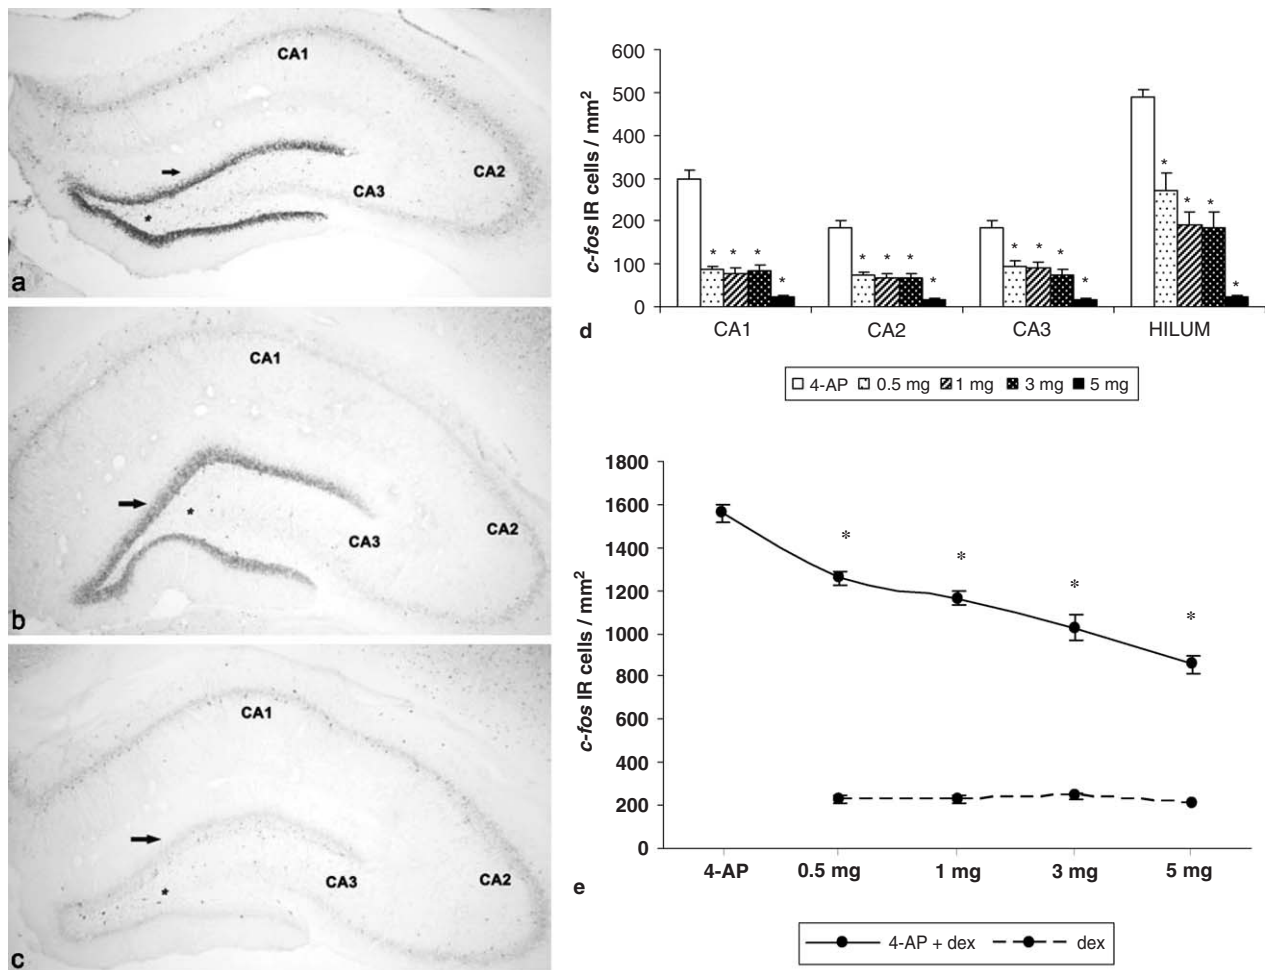 CA1
CA2
CA3
*
a
CA1
CA2
CA3
*
b
CA1
CA2
CA3
*
c
600
500
400
300
200
100
0
c-fos IR cells / mm²
* * * *
* * * *
* * * *
* * * *
CA1 CA2 CA3 HILUM
d
4-AP 0.5 mg 1 mg 3 mg 5 mg
1800
1600
1400
1200
1000
800
600
400
200
0
c-fos IR cells / mm²
* * * *
4-AP 0.5 mg 1 mg 3 mg 5 mg
e
4-AP + dex dex